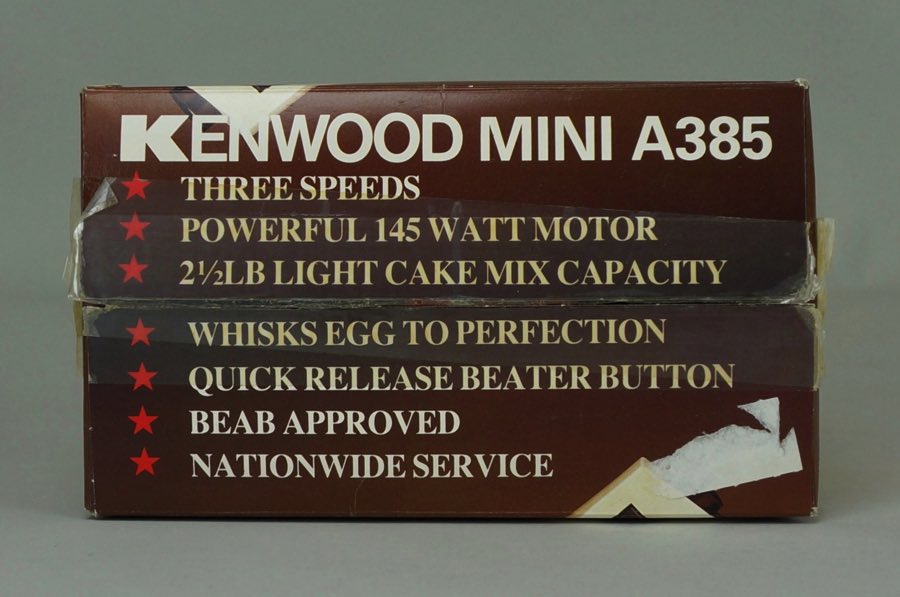 KENWOOD MINI A385
THREE SPEEDS
POWERFUL 145 WATT MOTOR
2½LB LIGHT CAKE MIX CAPACITY
WHISKS EGG TO PERFECTION
QUICK RELEASE BEATER BUTTON
BEAB APPROVED
NATIONWIDE SERVICE